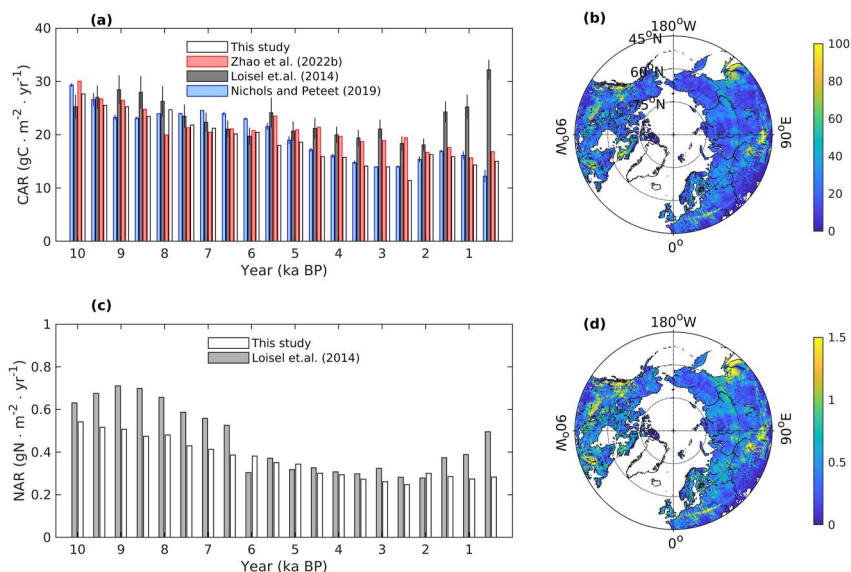 (a)
40
30
20
10
0
CAR (gC · m⁻² · yr⁻¹)
This study
Zhao et al. (2022b)
Loisel et.al. (2014)
Nichols and Peteet (2019)
10 9 8 7 6 5 4 3 2 1
Year (ka BP)
(b)
180°W
45°N
60°N
75°N
90°W
90°E
0°
100
80
60
40
20
0
(c)
1
0.8
0.6
0.4
0.2
0
NAR (gN · m⁻² · yr⁻¹)
This study
Loisel et.al. (2014)
10 9 8 7 6 5 4 3 2 1
Year (ka BP)
(d)
180°W
90°W
90°E
0°
1.5
1
0.5
0